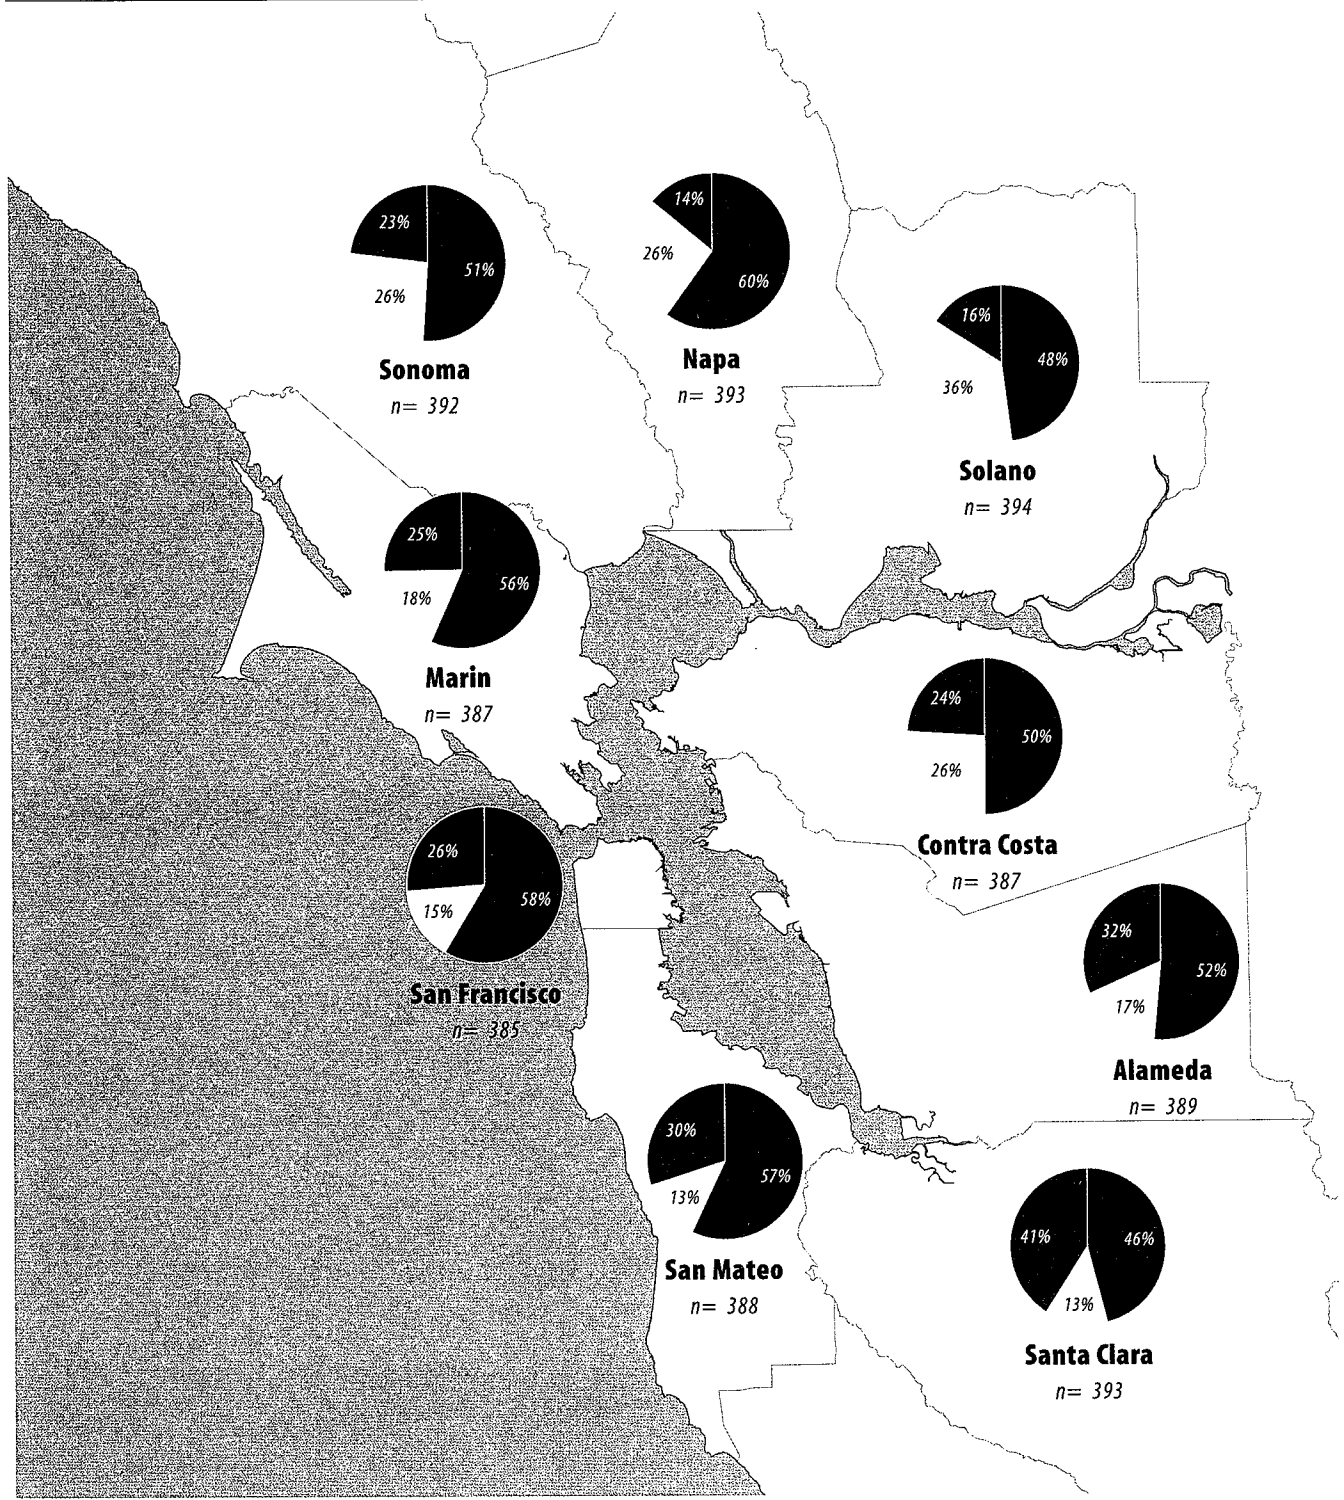 23%
51%
26%
Sonoma
n= 392
14%
26%
60%
Napa
n= 393
16%
48%
36%
Solano
n= 394
25%
56%
18%
Marin
n= 387
24%
50%
26%
Contra Costa
n= 387
26%
58%
15%
San Francisco
n= 385
32%
52%
17%
Alameda
n= 389
30%
57%
13%
San Mateo
n= 388
41%
46%
13%
Santa Clara
n= 393